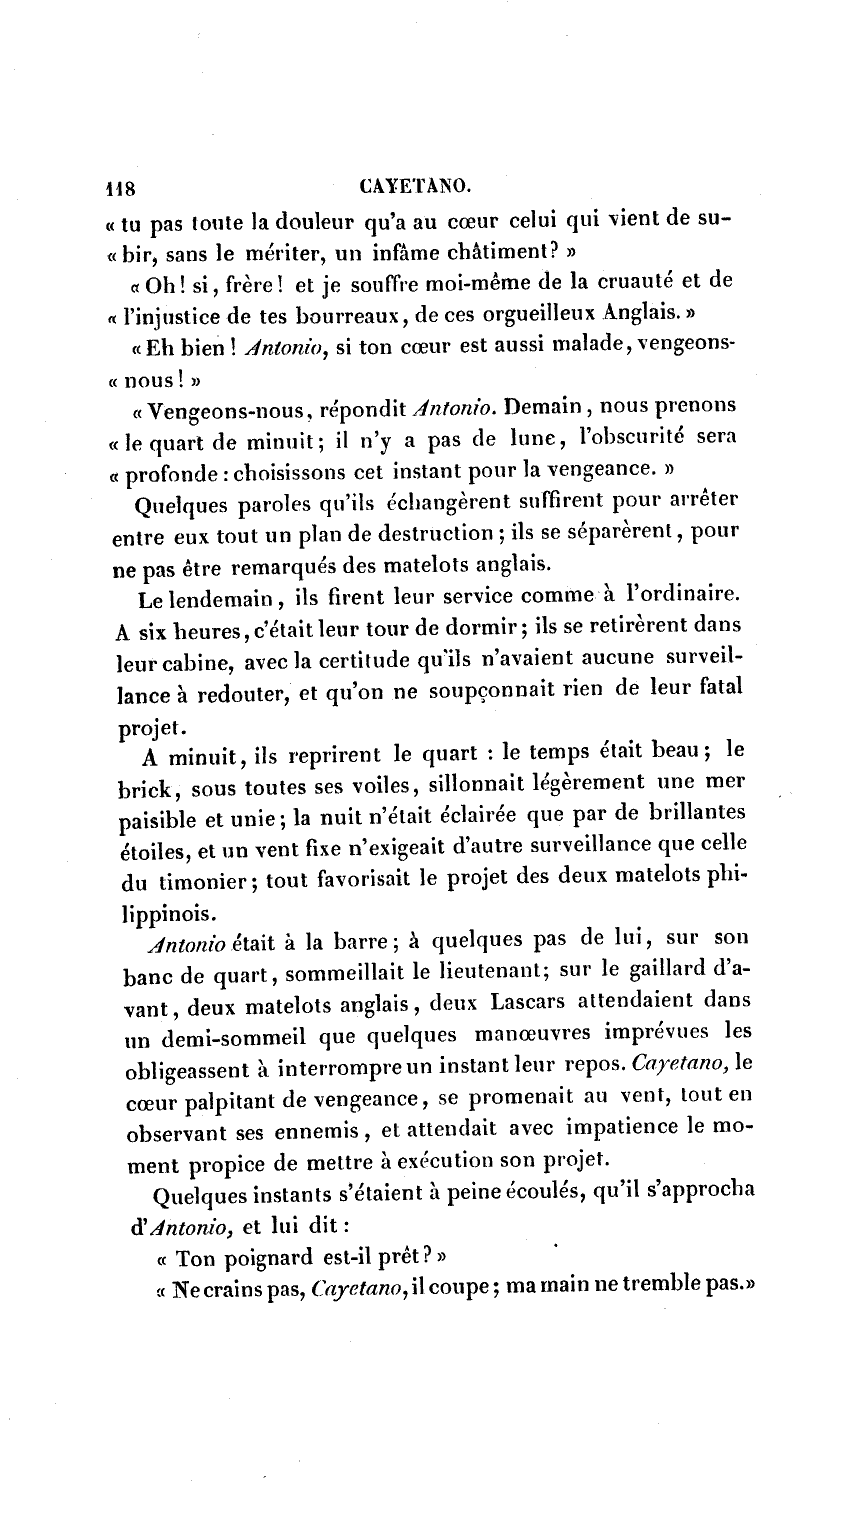 118 CAYETANO.
« tu pas toute la douleur qu'a au cœur celui qui vient de su-
« bir, sans le mériter, un infâme châtiment? »
« Oh! si, frère! et je souffre moi-même de la cruauté et de
« l'injustice de tes bourreaux, de ces orgueilleux Anglais. »
« Eh bien ! Antonio, si ton cœur est aussi malade, vengeons-
« nous ! »
« Vengeons-nous, répondit Antonio. Demain, nous prenons
« le quart de minuit; il n'y a pas de lune, l'obscurité sera
« profonde : choisissons cet instant pour la vengeance. »
Quelques paroles qu'ils échangèrent suffirent pour arrêter
entre eux tout un plan de destruction ; ils se séparèrent, pour
ne pas être remarqués des matelots anglais.
Le lendemain, ils firent leur service comme à l'ordinaire.
A six heures, c'était leur tour de dormir; ils se retirèrent dans
leur cabine, avec la certitude qu'ils n'avaient aucune surveil-
lance à redouter, et qu'on ne soupçonnait rien de leur fatal
projet.
A minuit, ils reprirent le quart : le temps était beau; le
brick, sous toutes ses voiles, sillonnait légèrement une mer
paisible et unie; la nuit n'était éclairée que par de brillantes
étoiles, et un vent fixe n'exigeait d'autre surveillance que celle
du timonier; tout favorisait le projet des deux matelots phi-
lippinois.
Antonio était à la barre; à quelques pas de lui, sur son
banc de quart, sommeillait le lieutenant; sur le gaillard d'a-
vant, deux matelots anglais, deux Lascars attendaient dans
un demi-sommeil que quelques manœuvres imprévues les
obligeassent à interrompre un instant leur repos. Cayetano, le
cœur palpitant de vengeance, se promenait au vent, tout en
observant ses ennemis, et attendait avec impatience le mo-
ment propice de mettre à exécution son projet.
Quelques instants s'étaient à peine écoulés, qu'il s'approcha
d'Antonio, et lui dit :
« Ton poignard est-il prêt? »
« Ne crains pas, Cayetano, il coupe; ma main ne tremble pas.»